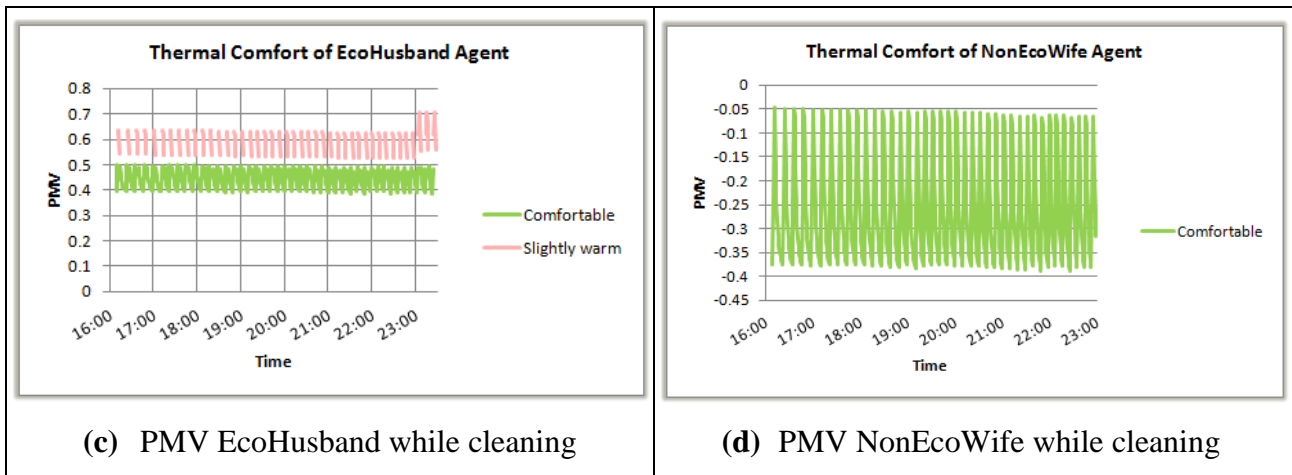 Thermal Comfort of EcoHusband Agent
0.8
0.7
0.6
0.5
0.4
0.3
0.2
0.1
0
PMV
16:00 17:00 18:00 19:00 20:00 21:00 22:00 23:00
Time
Comfortable
Slightly warm
(c) PMV EcoHusband while cleaning
Thermal Comfort of NonEcoWife Agent
0
-0.05
-0.1
-0.15
-0.2
-0.25
-0.3
-0.35
-0.4
-0.45
PMV
16:00 17:00 18:00 19:00 20:00 21:00 22:00 23:00
Time
Comfortable
(d) PMV NonEcoWife while cleaning